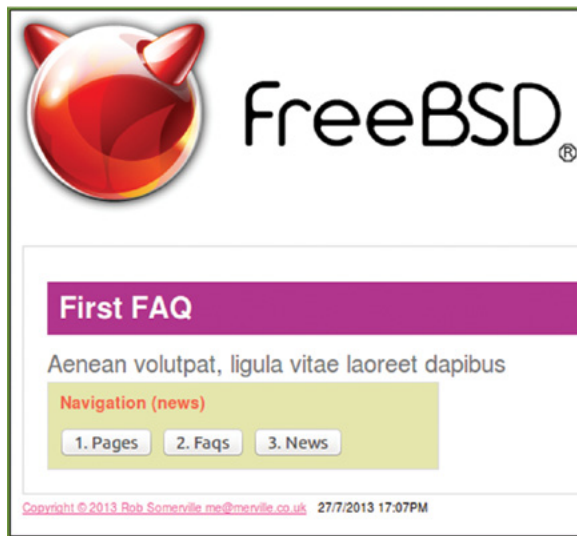 FreeBSD®
First FAQ
Aenean volutpat, ligula vitae laoreet dapibus
Navigation (news)
1. Pages 2. Faqs 3. News
Copyright © 2013 Rob Somerville me@merville.co.uk 27/7/2013 17:07PM